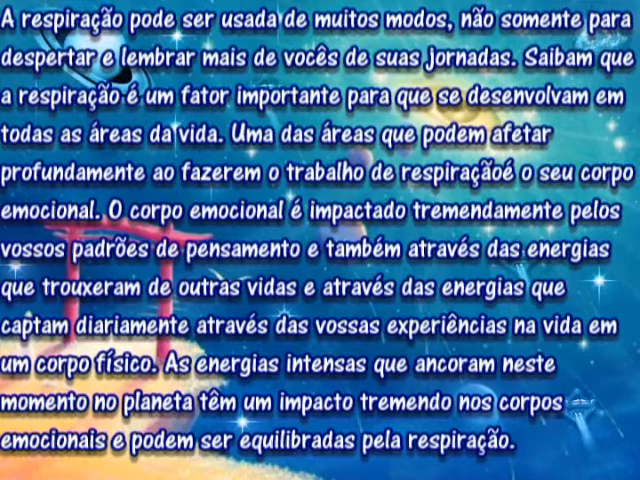 A respiração pode ser usada de muitos modos, não somente para
despertar e lembrar mais de vocês de suas Jornadas. Saibam que
a respiração é um fator importante para que se desenvolvam em
todas as áreas da vida. Uma das áreas que podem afetar
profundamente ao fazerem o trabalho de respiraçãoé o seu corpo
emocional. O corpo emocional é impactado tremendamente pelos
vossos padrões de pensamento e também através das energias
que trouxeram de outras vidas e através das energias que
captam diariamente através das vossas experiências na vida em
um corpo físico. As energias intensas que ancoram neste
momento no planeta têm um impacto tremendo nos corpos
emocionais e podem ser equilibradas pela respiração.